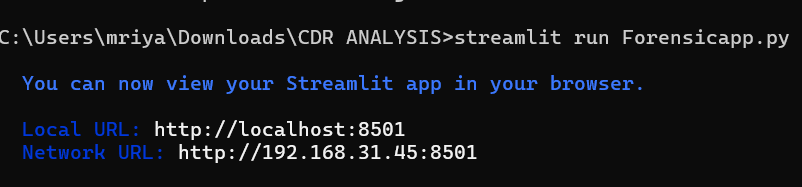 C:\Users\mriya\Downloads\CDR ANALYSIS>streamlit run Forensicapp.py
You can now view your Streamlit app in your browser.
Local URL: http://localhost:8501
Network URL: http://192.168.31.45:8501